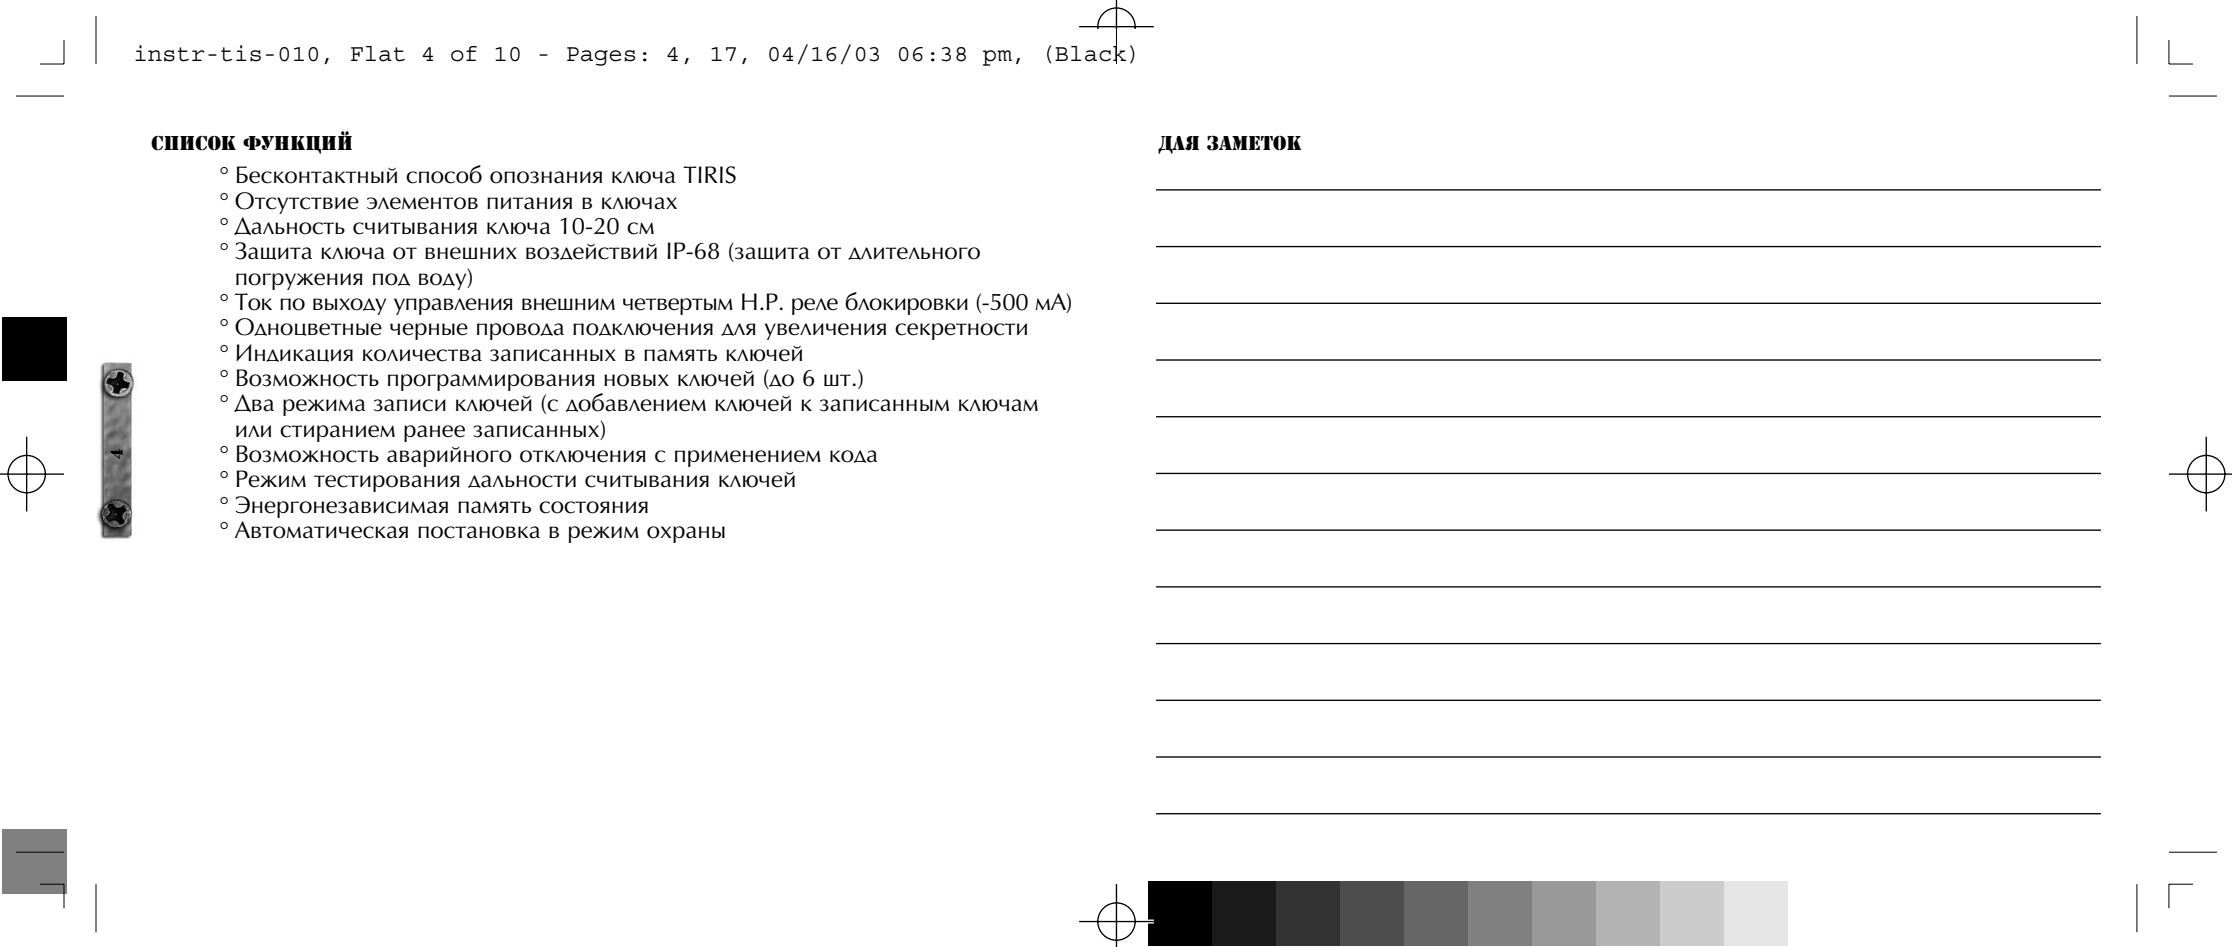 instr-tis-010, Flat 4 of 10 - Pages: 4, 17, 04/16/03 06:38 pm, (Black)
СПИСОК ФУНКЦИЙ
° Бесконтактный способ опознания ключа TIRIS
° Отсутствие элементов питания в ключах
° Дальность считывания ключа 10-20 см
° Защита ключа от внешних воздействий IP-68 (защита от длительного
погружения под воду)
° Ток по выходу управления внешним четвертым Н.Р. реле блокировки (-500 мА)
° Одноцветные черные провода подключения для увеличения секретности
° Индикация количества записанных в память ключей
° Возможность программирования новых ключей (до 6 шт.)
° Два режима записи ключей (с добавлением ключей к записанным ключам
или стиранием ранее записанных)
° Возможность аварийного отключения с применением кода
° Режим тестирования дальности считывания ключей
° Энергонезависимая память состояния
° Автоматическая постановка в режим охраны
4
ДЛЯ ЗАМЕТОК